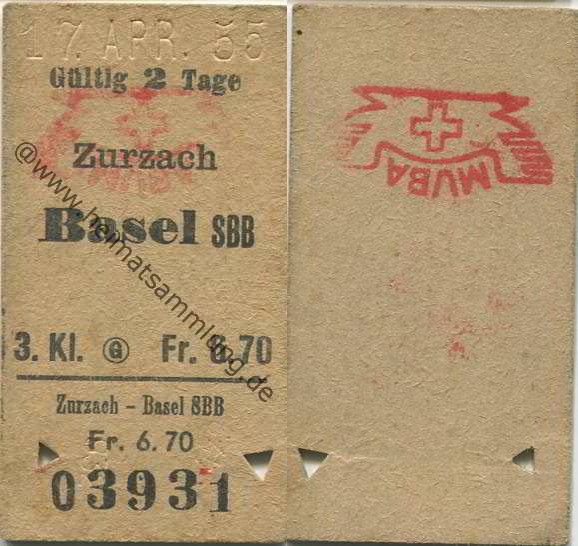 17. APR. 55
Gültig 2 Tage
Zurzach
Basel SBB
3. Kl. G Fr. 6.70
Zurzach - Basel SBB
Fr. 6.70
03931
@www.heimatsammlung.de
MUBA